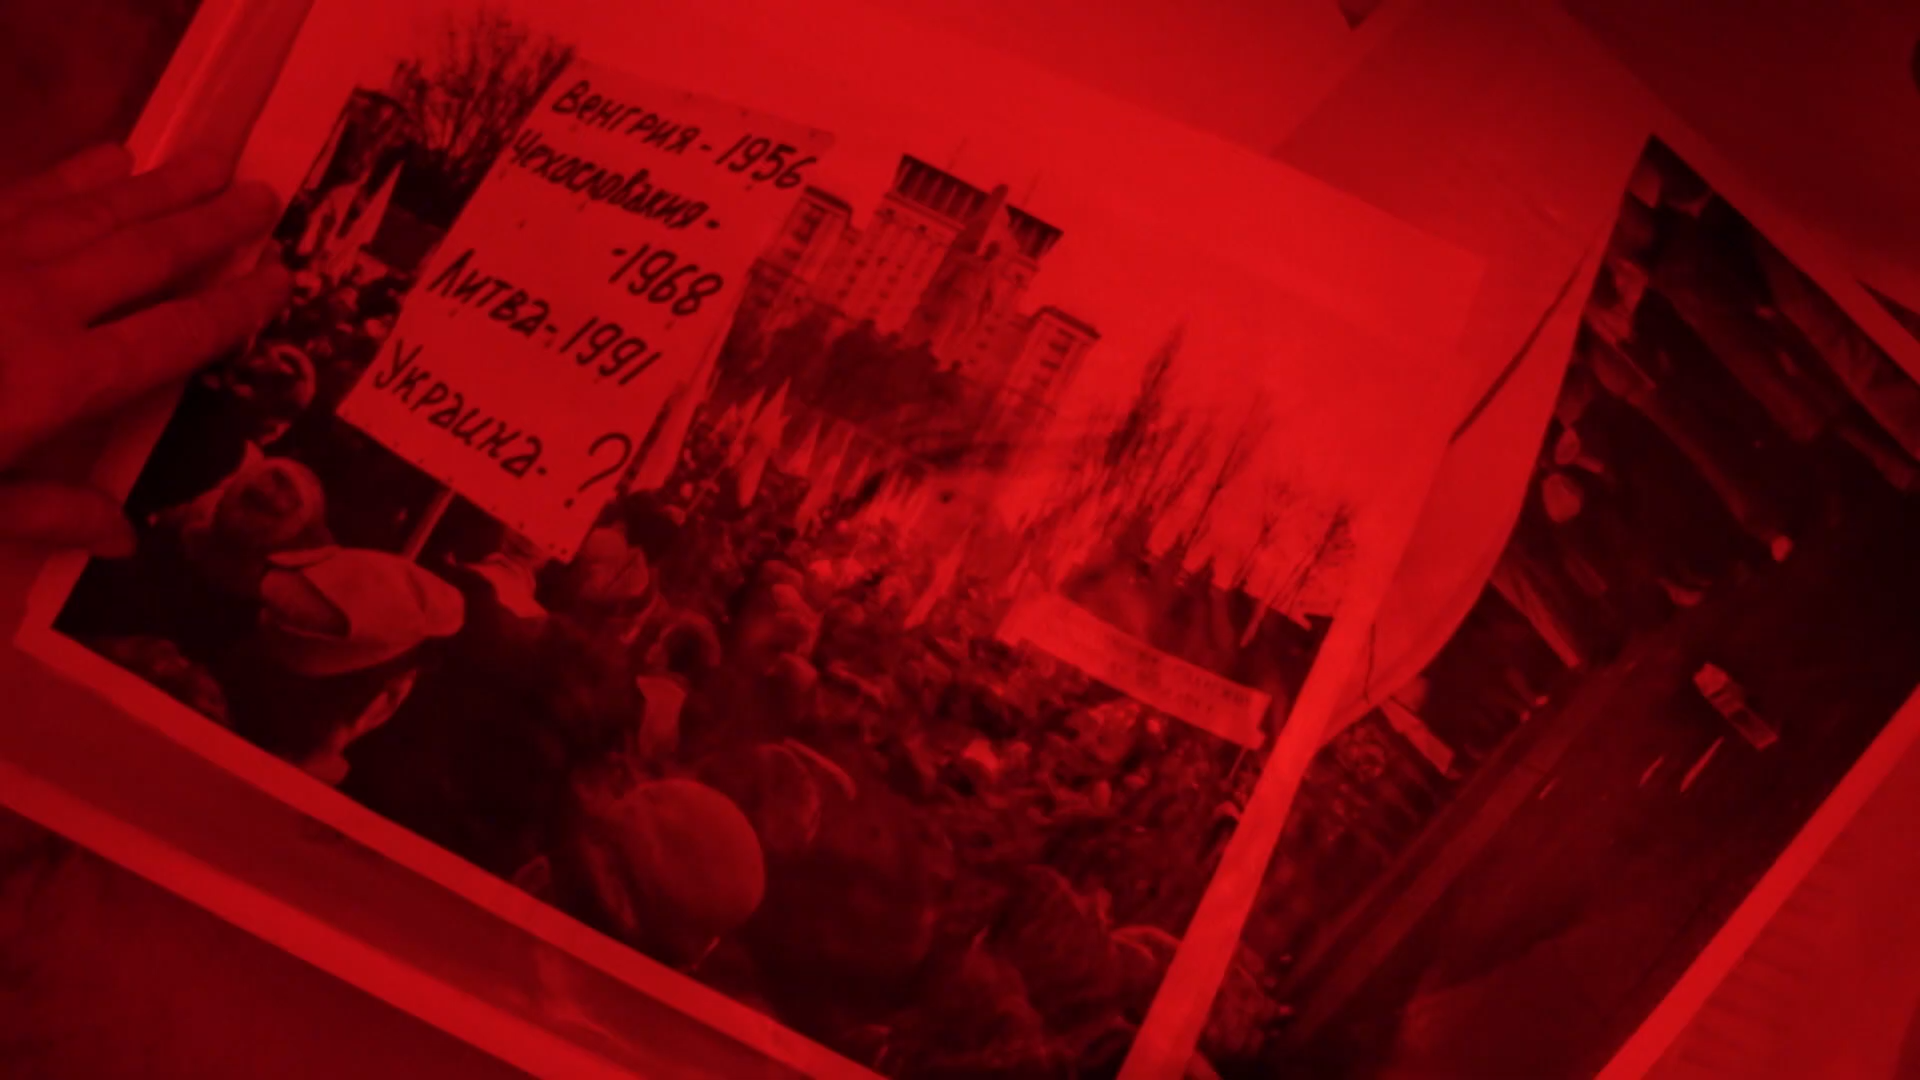 Венгрия - 1956
Чехословакия -
- 1968
Литва - 1991
Украина - ?